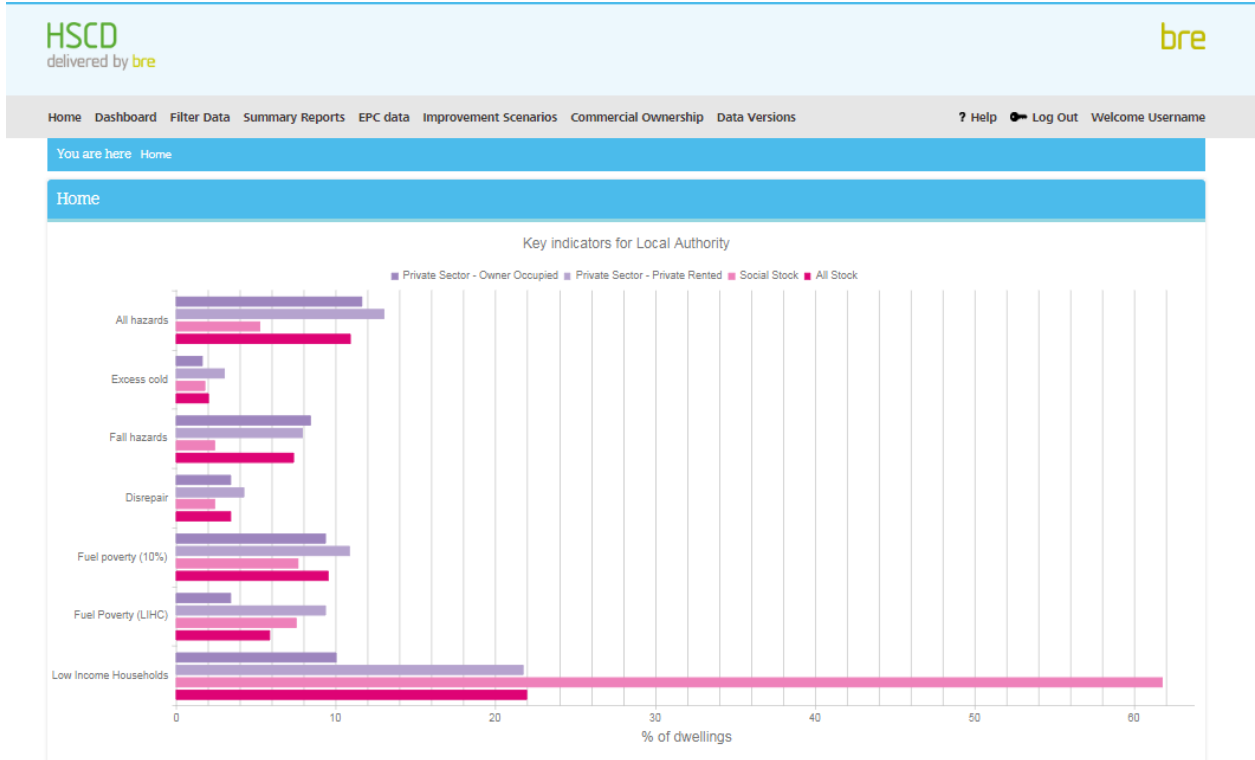 HSCD
delivered by bre
bre
Home Dashboard Filter Data Summary Reports EPC data Improvement Scenarios Commercial Ownership Data Versions ? Help Log Out Welcome Username
You are here Home
Home
Key indicators for Local Authority
Private Sector - Owner Occupied Private Sector - Private Rented Social Stock All Stock
All hazards
Excess cold
Fall hazards
Disrepair
Fuel poverty (10%)
Fuel Poverty (LIHC)
Low Income Households
0 10 20 30 40 50 60
% of dwellings